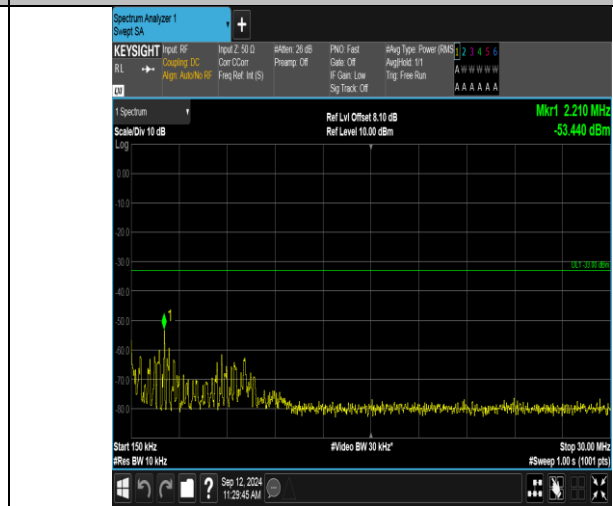 Spectrum Analyzer 1
Swept SA
+
KEYSIGHT
RL
LXI
Input: RF
Coupling: DC
Align: Auto/No RF
Input Z: 50 Ω
Corr CCorr
Freq Ref: Int (S)
#Atten: 26 dB
Preamp: Off
PNO: Fast
Gate: Off
IF Gain: Low
Sig Track: Off
#Avg Type: Power (RMS
Avg|Hold: 1/1
Trig: Free Run
1 2 3 4 5 6
A W W W W W
A A A A A A
1 Spectrum
Scale/Div 10 dB
Log
Ref Lvl Offset 8.10 dB
Ref Level 10.00 dBm
Mkr1 2.210 MHz
-53.440 dBm
0.00
-10.0
-20.0
-30.0
DL1 -33.00 dBm
-40.0
-50.0
1
-60.0
-70.0
-80.0
Start 150 kHz
#Video BW 30 kHz*
Stop 30.00 MHz
#Res BW 10 kHz
#Sweep 1.00 s (1001 pts)
?
Sep 12, 2024
11:29:45 AM